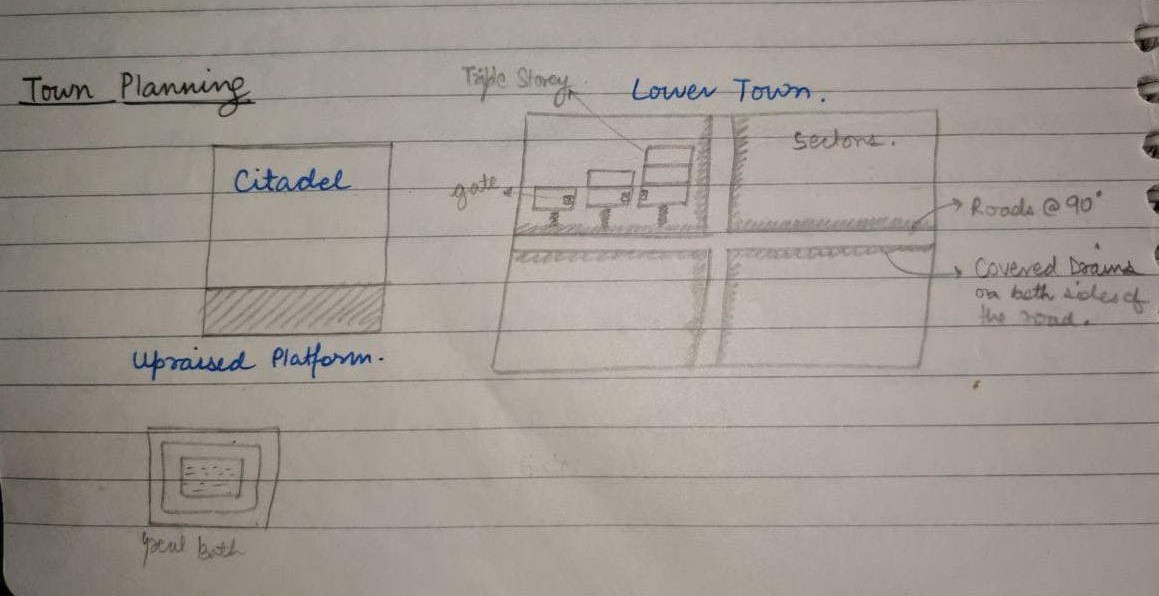 Town Planning
Triple Storey
Lower Town.
Citadel
Sectors.
gate
Roads @ 90°
Covered Drains
on both sides of
the road.
Upraised Platform.
Great Bath